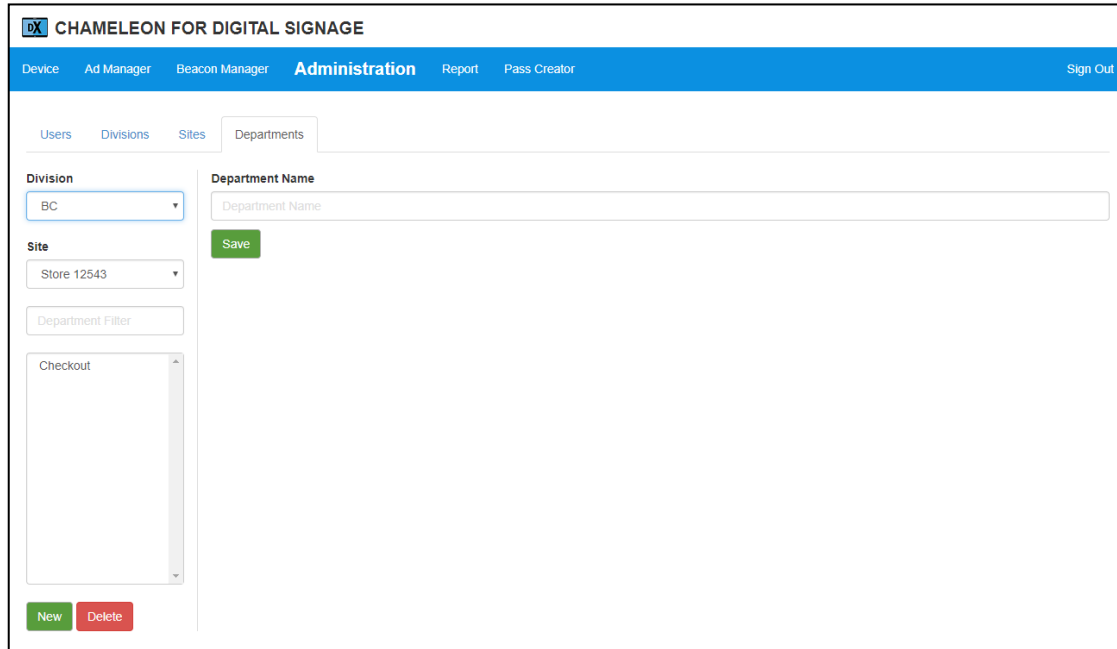 DX CHAMELEON FOR DIGITAL SIGNAGE
Device Ad Manager Beacon Manager Administration Report Pass Creator Sign Out
Users Divisions Sites Departments
Division
BC
Site
Store 12543
Department Filter
Checkout
New Delete
Department Name
Department Name
Save